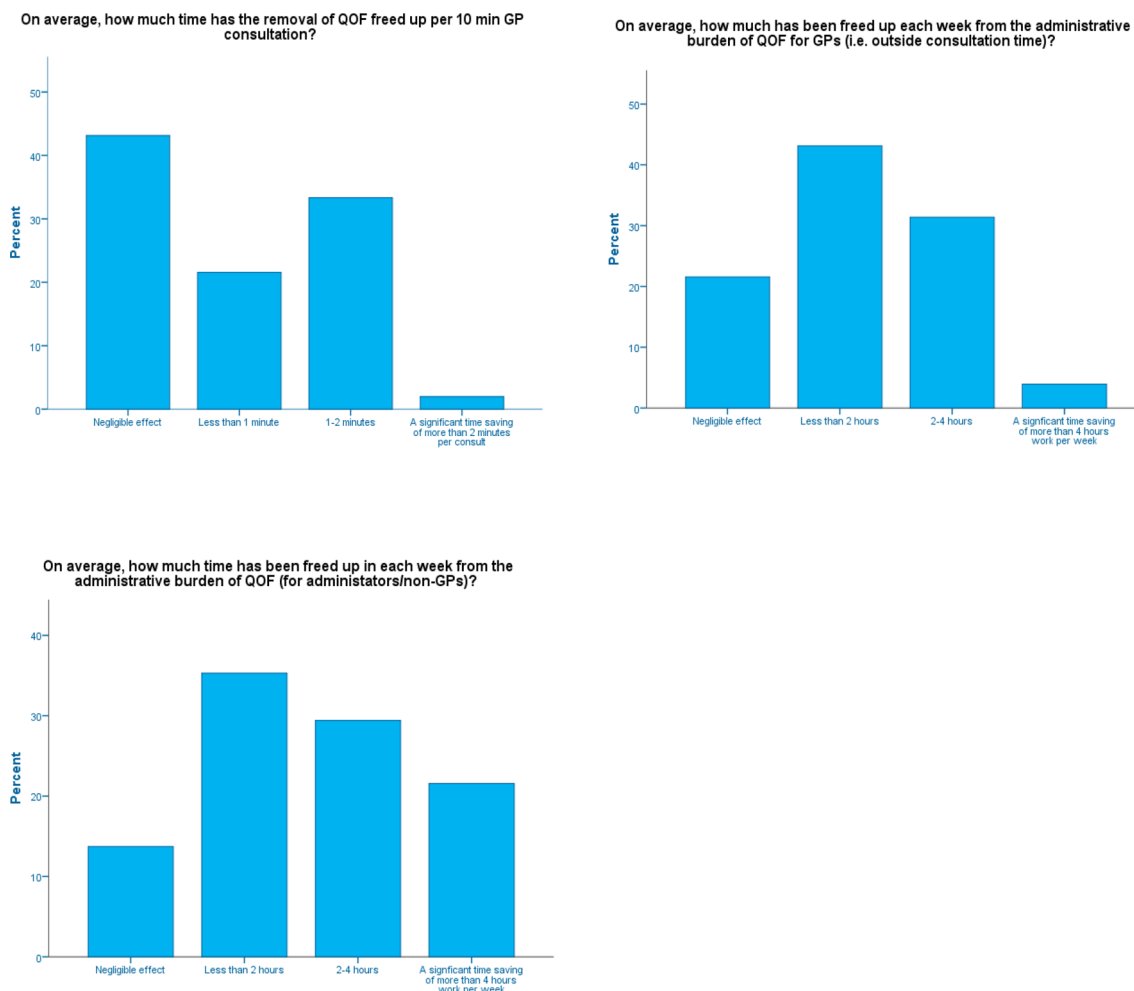 On average, how much time has the removal of QOF freed up per 10 min GP
consultation?
50
40
30
20
10
0
Percent
Negligible effect
Less than 1 minute
1-2 minutes
A significant time saving
of more than 2 minutes
per consult
On average, how much has been freed up each week from the administrative
burden of QOF for GPs (i.e. outside consultation time)?
50
40
30
20
10
0
Percent
Negligible effect
Less than 2 hours
2-4 hours
A significant time saving
of more than 4 hours
work per week
On average, how much time has been freed up in each week from the
administrative burden of QOF (for administators/non-GPs)?
40
30
20
10
0
Percent
Negligible effect
Less than 2 hours
2-4 hours
A signficant time saving
of more than 4 hours
work per week